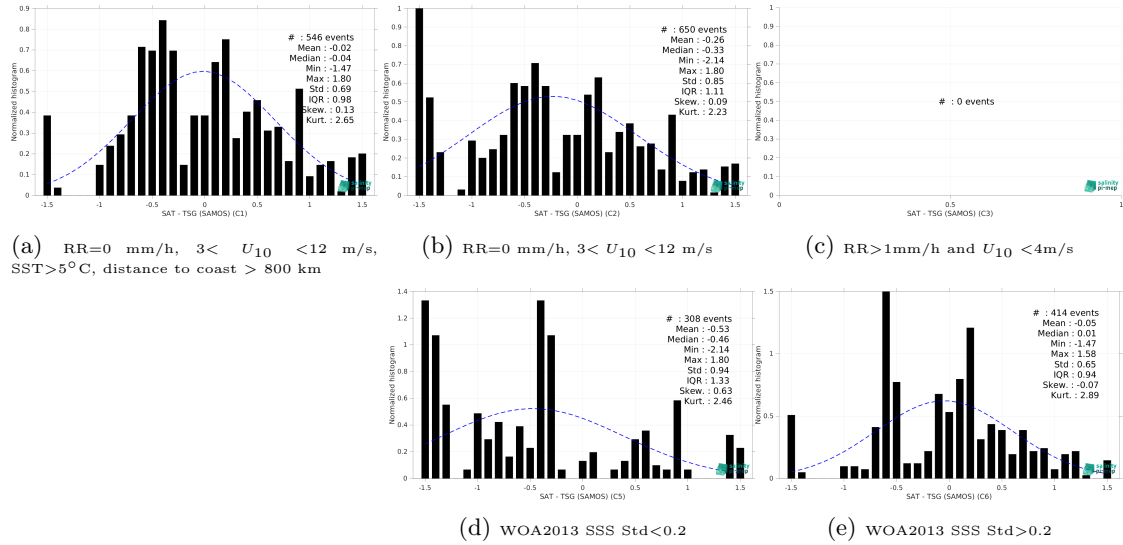 0.9
0.8
0.7
0.6
0.5
0.4
0.3
0.2
0.1
0
Normalized histogram
-1.5
-1
-0.5
0
0.5
1
1.5
SAT - TSG (SAMOS) (C1)
# : 546 events
Mean : -0.02
Median : -0.04
Min : -1.47
Max : 1.80
Std : 0.69
IQR : 0.98
Skew. : 0.13
Kurt. : 2.65
salinity
pi-mep
(a) RR=0 mm/h, 3< U10 <12 m/s,
SST>5°C, distance to coast > 800 km
1
0.9
0.8
0.7
0.6
0.5
0.4
0.3
0.2
0.1
0
Normalized histogram
-1.5
-1
-0.5
0
0.5
1
1.5
SAT - TSG (SAMOS) (C2)
# : 650 events
Mean : -0.26
Median : -0.33
Min : -2.14
Max : 1.80
Std : 0.85
IQR : 1.11
Skew. : 0.09
Kurt. : 2.23
salinity
pi-mep
(b) RR=0 mm/h, 3< U10 <12 m/s
1
0.9
0.8
0.7
0.6
0.5
0.4
0.3
0.2
0.1
0
Normalized histogram
0
0.5
1
SAT - TSG (SAMOS) (C3)
# : 0 events
salinity
pi-mep
(c) RR>1mm/h and U10 <4m/s
1.4
1.2
1
0.8
0.6
0.4
0.2
0
Normalized histogram
-1.5
-1
-0.5
0
0.5
1
1.5
SAT - TSG (SAMOS) (C5)
# : 308 events
Mean : -0.53
Median : -0.46
Min : -2.14
Max : 1.80
Std : 0.94
IQR : 1.33
Skew. : 0.63
Kurt. : 2.46
salinity
pi-mep
(d) WOA2013 SSS Std<0.2
1.5
1
0.5
0
Normalized histogram
-1.5
-1
-0.5
0
0.5
1
1.5
SAT - TSG (SAMOS) (C6)
# : 414 events
Mean : -0.05
Median : 0.01
Min : -1.47
Max : 1.58
Std : 0.65
IQR : 0.94
Skew. : -0.07
Kurt. : 2.89
salinity
pi-mep
(e) WOA2013 SSS Std>0.2